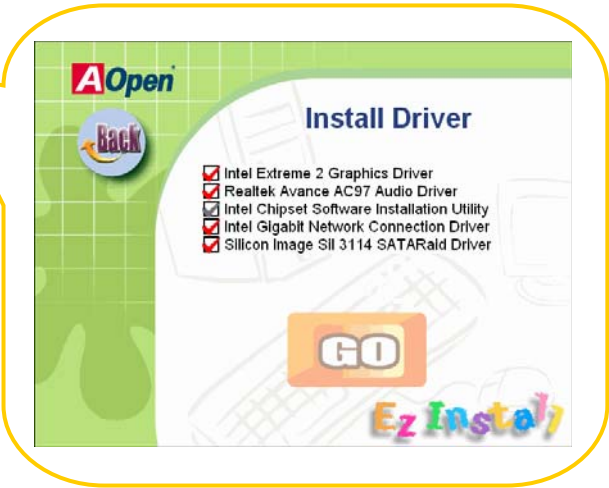 AOpen
Back
Install Driver
Intel Extreme 2 Graphics Driver
Realtek Avance AC97 Audio Driver
Intel Chipset Software Installation Utility
Intel Gigabit Network Connection Driver
Silicon Image SiI 3114 SATARaid Driver
GO
Ez Install